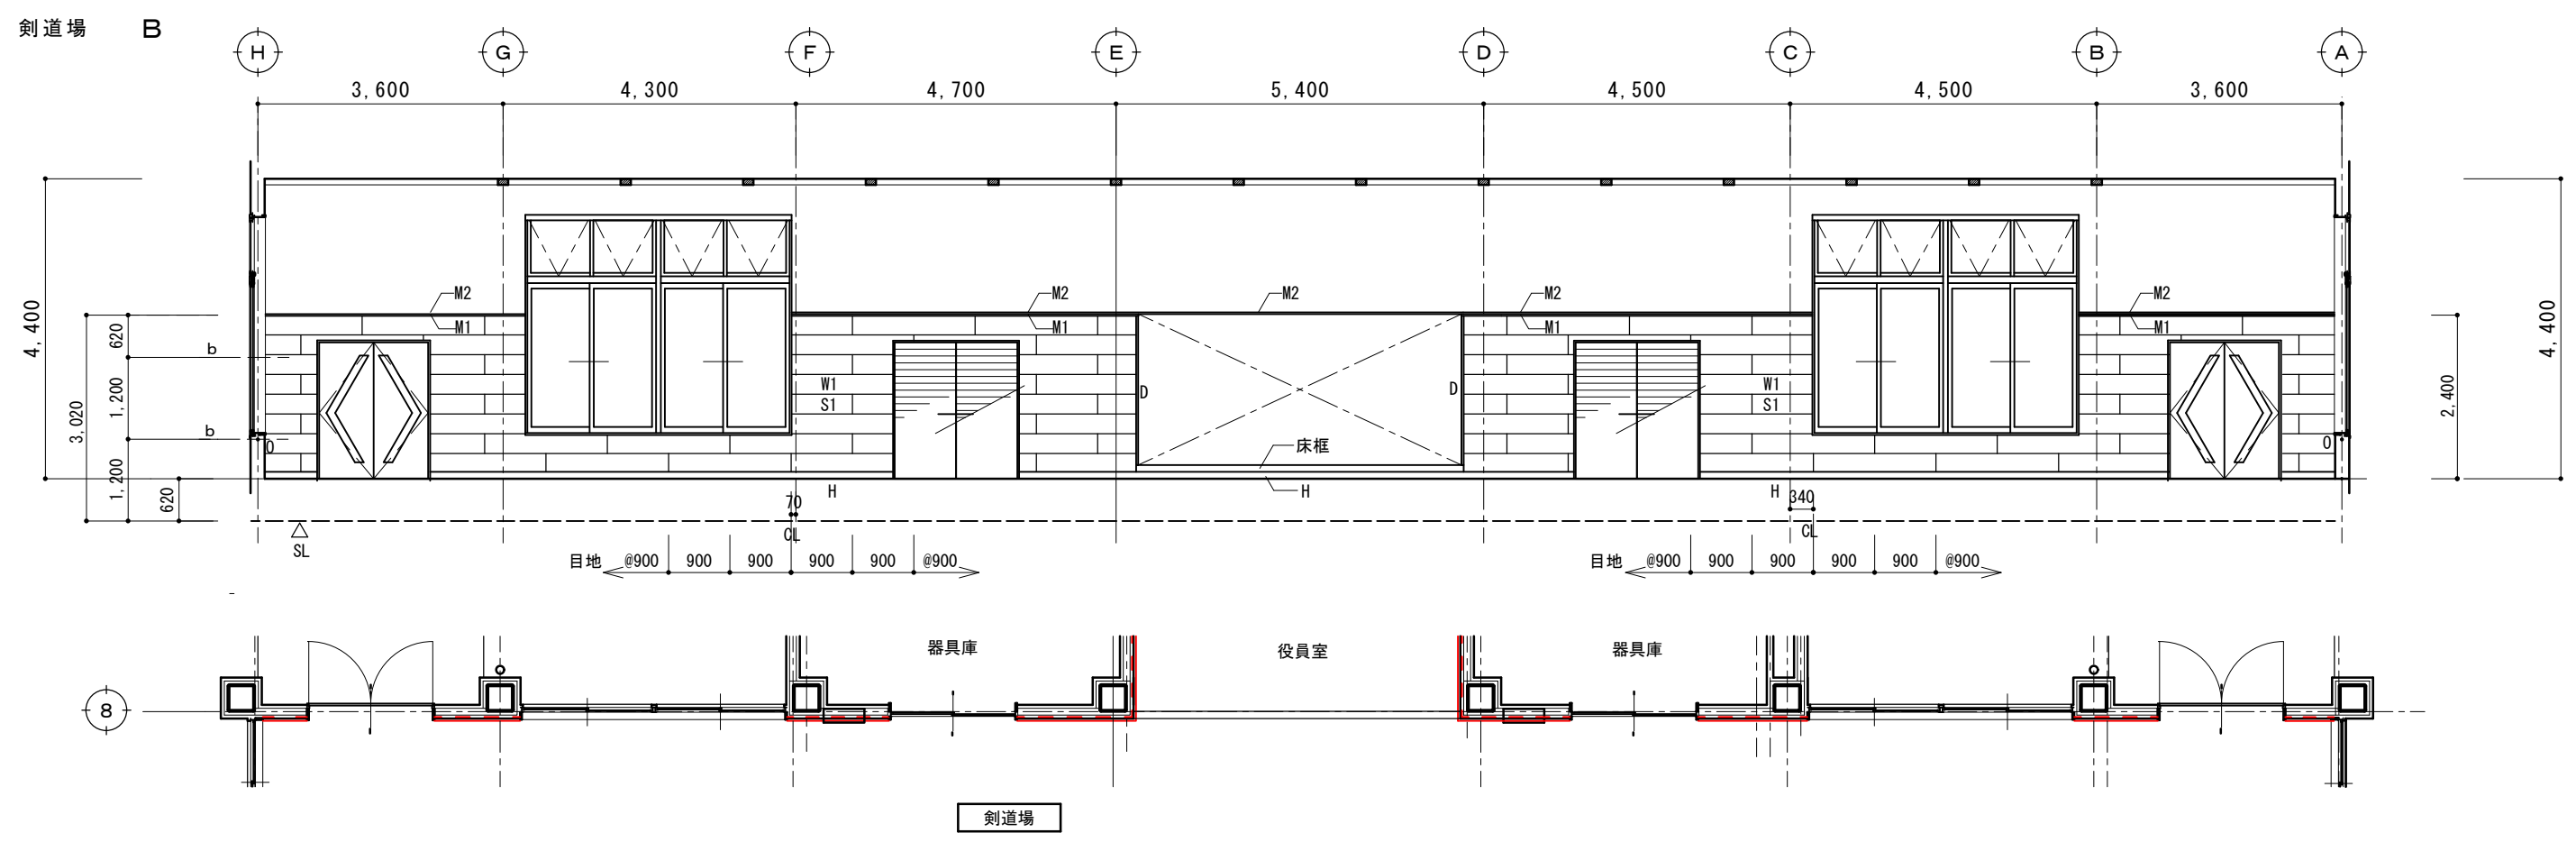 剣道場 B
H G F E D C B A
3,600 4,300 4,700 5,400 4,500 4,500 3,600
M2 M2 M2 M2 M2
M1 M1 M1 M1
4,400 4,400
620 b
1,200
3,020
b
1,200
620
2,400
W1 W1
S1 S1
D D
O O
床框
H H H
70 340
SL CL CL
目地 @900 900 900 900 900 @900
目地 @900 900 900 900 900 @900
器具庫 役員室 器具庫
8
剣道場